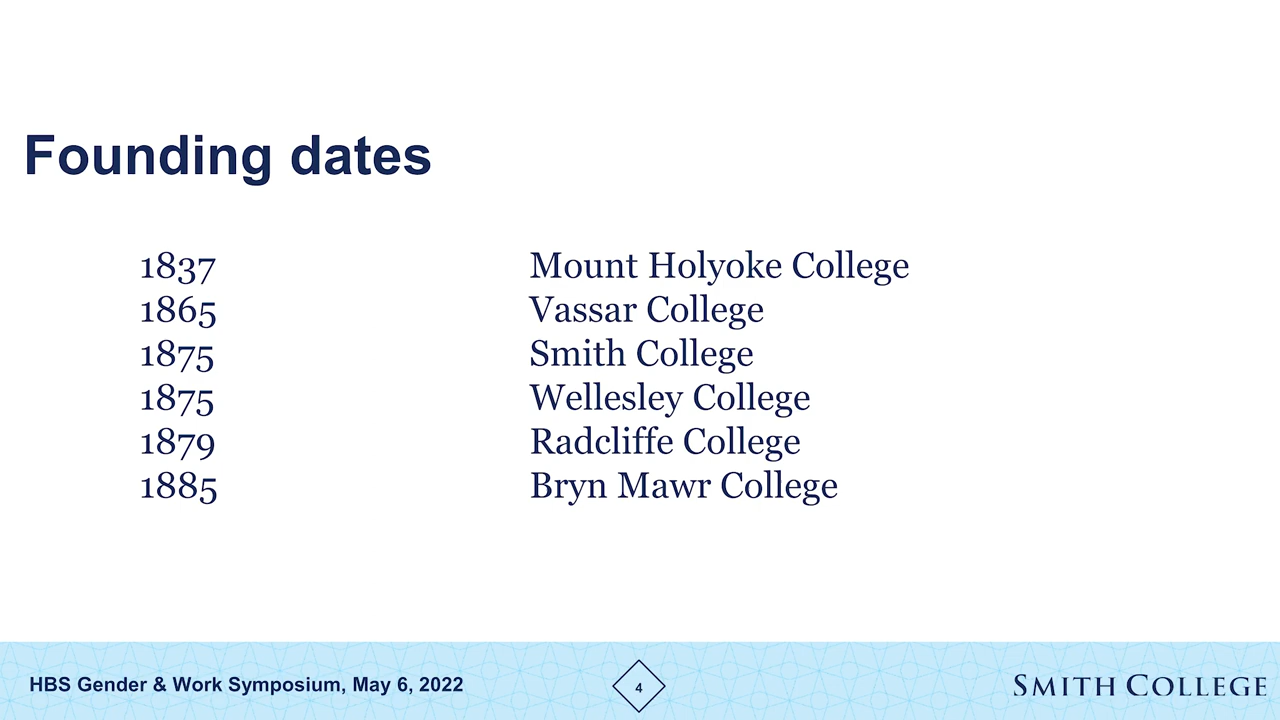 Founding dates
1837 Mount Holyoke College
1865 Vassar College
1875 Smith College
1875 Wellesley College
1879 Radcliffe College
1885 Bryn Mawr College
HBS Gender & Work Symposium, May 6, 2022
4
SMITH COLLEGE